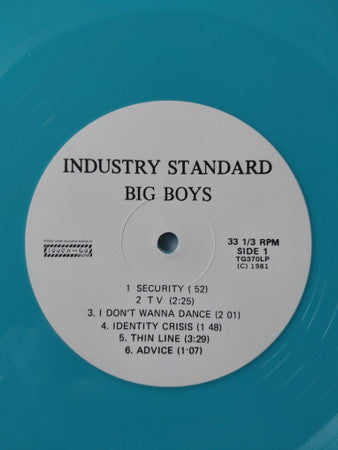 INDUSTRY STANDARD
BIG BOYS
TOUCH-GO
33 1/3 RPM
SIDE 1
TG370LP
(C) 1981
1 SECURITY ( 52)
2 T V (2:25)
3. I DON'T WANNA DANCE (2 01)
4. IDENTITY CRISIS (1 48)
5. THIN LINE (3:29)
6. ADVICE (1·07)